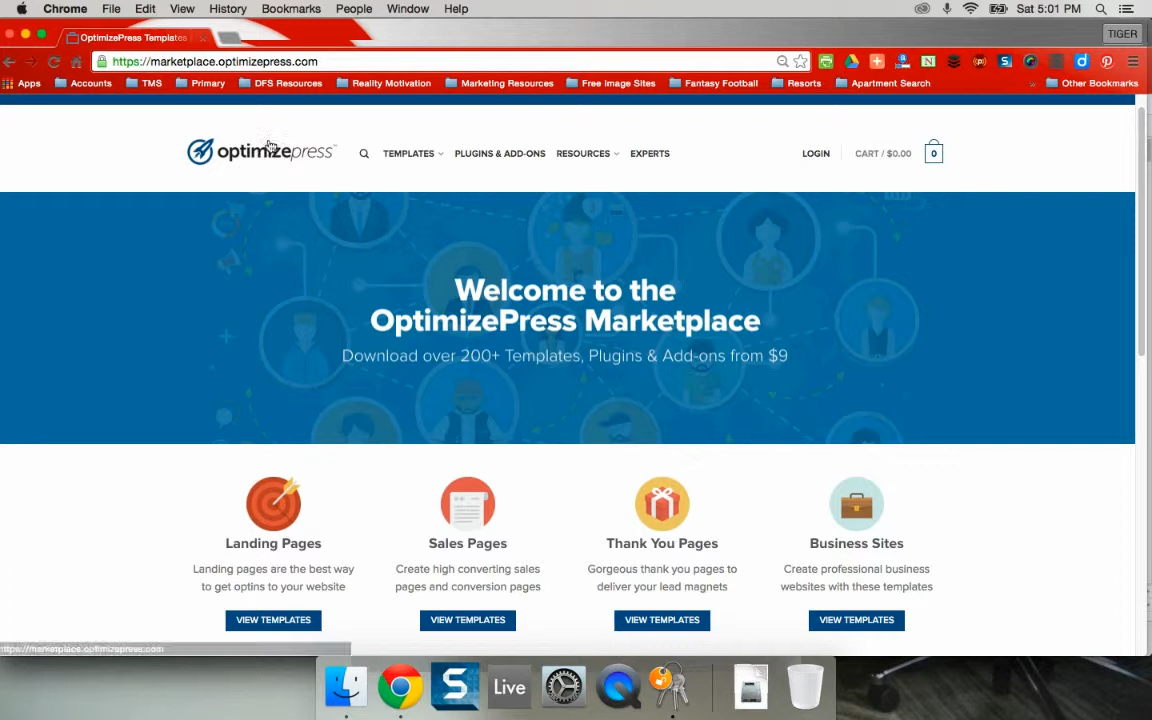 Chrome File Edit View History Bookmarks People Window Help Sat 5:01 PM
OptimizePress Templates TIGER
https://marketplace.optimizepress.com
Apps Accounts TMS Primary DFS Resources Reality Motivation Marketing Resources Free Image Sites Fantasy Football Resorts Apartment Search » Other Bookmarks
optimizepress™ TEMPLATES PLUGINS & ADD-ONS RESOURCES EXPERTS LOGIN CART / $0.00 0
Welcome to the
OptimizePress Marketplace
Download over 200+ Templates, Plugins & Add-ons from $9
Landing Pages Sales Pages Thank You Pages Business Sites
Landing pages are the best way Create high converting sales Gorgeous thank you pages to Create professional business
to get optins to your website pages and conversion pages deliver your lead magnets websites with these templates
VIEW TEMPLATES VIEW TEMPLATES VIEW TEMPLATES VIEW TEMPLATES
https://marketplace.optimizepress.com
S Live